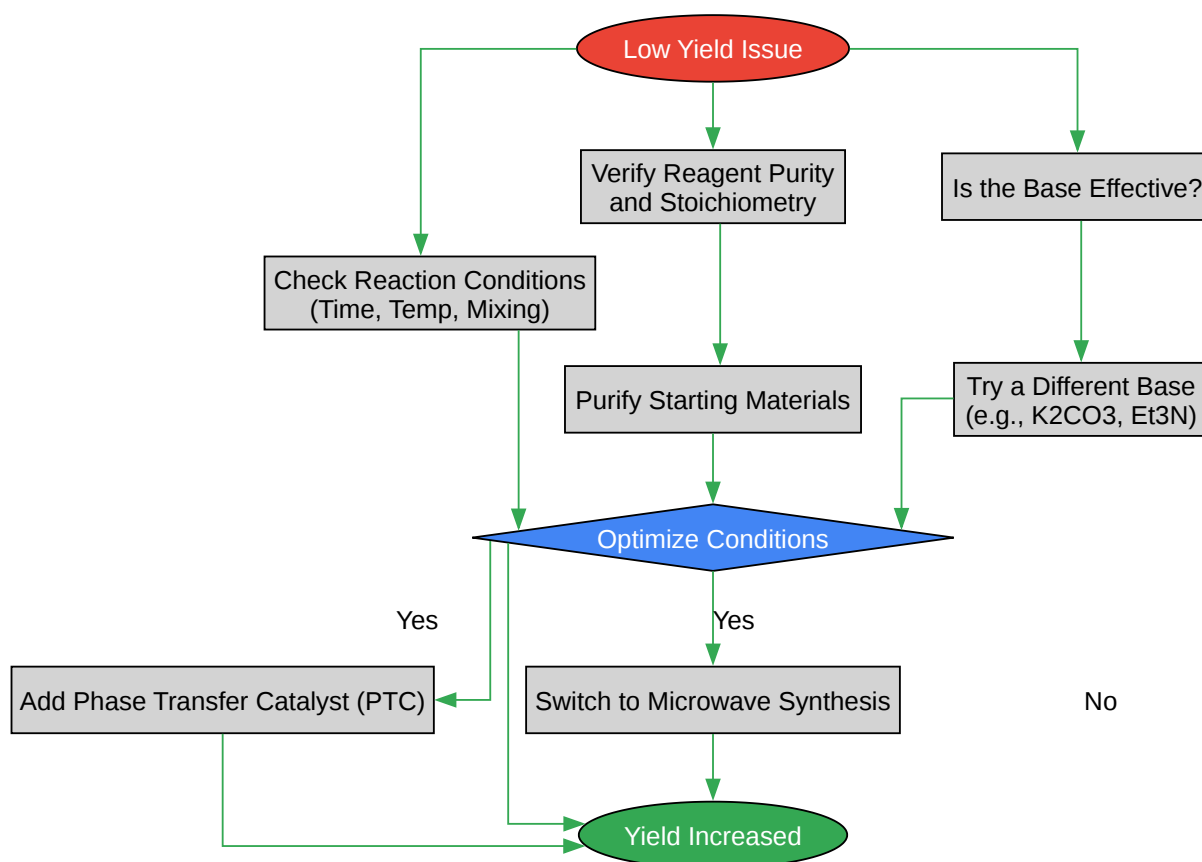 Low Yield Issue
Verify Reagent Purity
and Stoichiometry
Is the Base Effective?
Check Reaction Conditions
(Time, Temp, Mixing)
Purify Starting Materials
Try a Different Base
(e.g., K2CO3, Et3N)
Optimize Conditions
Yes
Yes
Add Phase Transfer Catalyst (PTC)
Switch to Microwave Synthesis
No
Yield Increased